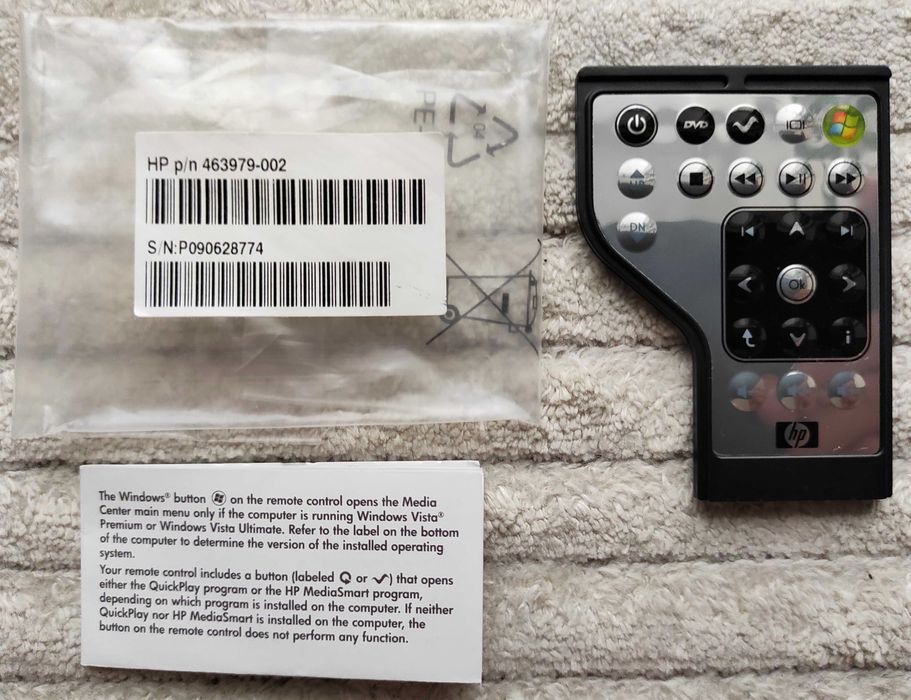 HP p/n 463979-002
S/N:P090628774
PE-
The Windows® button on the remote control opens the Media
Center main menu only if the computer is running Windows Vista®
Premium or Windows Vista Ultimate. Refer to the label on the bottom
of the computer to determine the version of the installed operating
system.
Your remote control includes a button (labeled Q or ✓) that opens
either the QuickPlay program or the HP MediaSmart program,
depending on which program is installed on the computer. If neither
QuickPlay nor HP MediaSmart is installed on the computer, the
button on the remote control does not perform any function.
DVD
UP
DN
Ok
i
hp